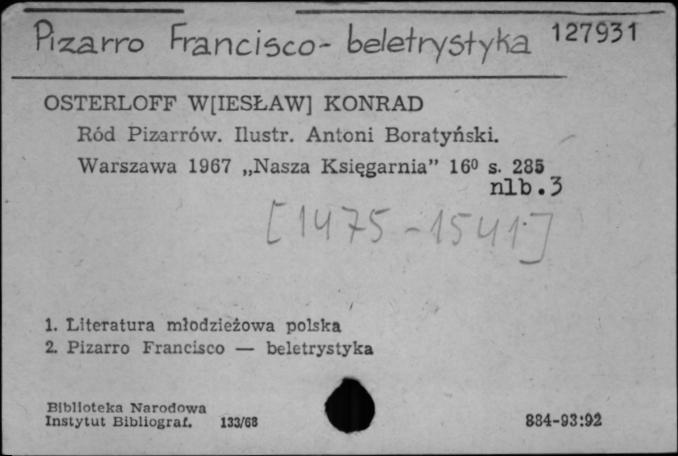 Pizarro Francisco - beletrystyka 127931
OSTERLOFF W[IESŁAW] KONRAD
Ród Pizarrów. Ilustr. Antoni Boratyński.
Warszawa 1967 „Nasza Księgarnia” 16⁰ s. 285
nlb.3
[1475-1541]
1. Literatura młodzieżowa polska
2. Pizarro Francisco — beletrystyka
Biblioteka Narodowa
Instytut Bibliograf. 133/68 884-93:92